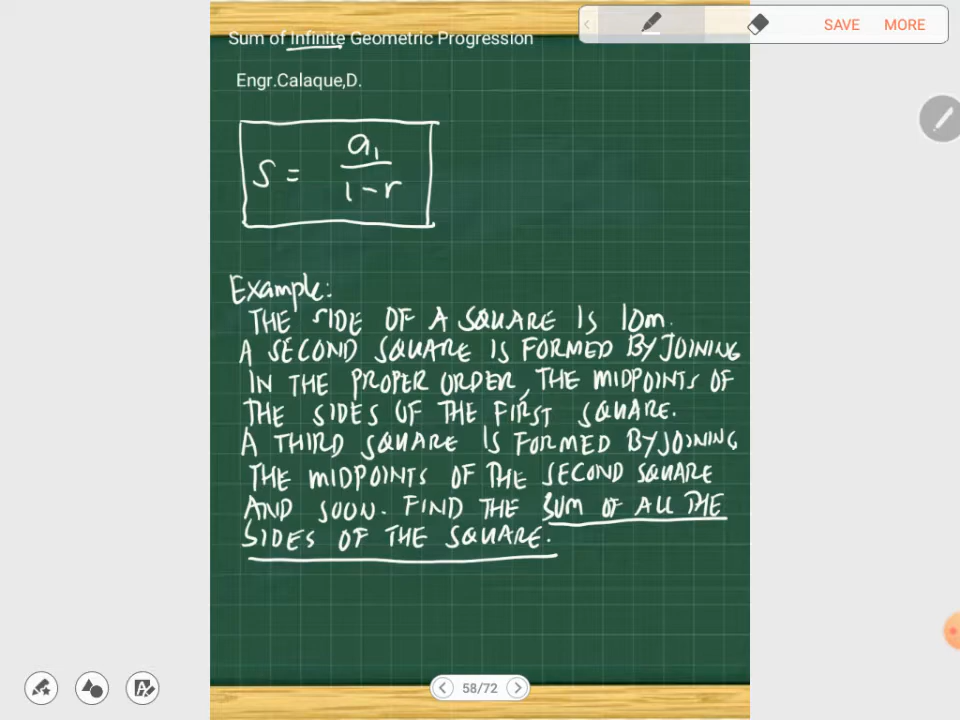 SAVE
MORE
Sum of Infinite Geometric Progression
Engr.Calaque,D.
S = a₁ / 1-r
Example:
THE SIDE OF A SQUARE IS 10m.
A SECOND SQUARE IS FORMED BY JOINING
IN THE PROPER ORDER, THE MIDPOINTS OF
THE SIDES OF THE FIRST SQUARE.
A THIRD SQUARE IS FORMED BY JOINING
THE MIDPOINTS OF THE SECOND SQUARE
AND SOON. FIND THE SUM OF ALL THE
SIDES OF THE SQUARE.
58/72